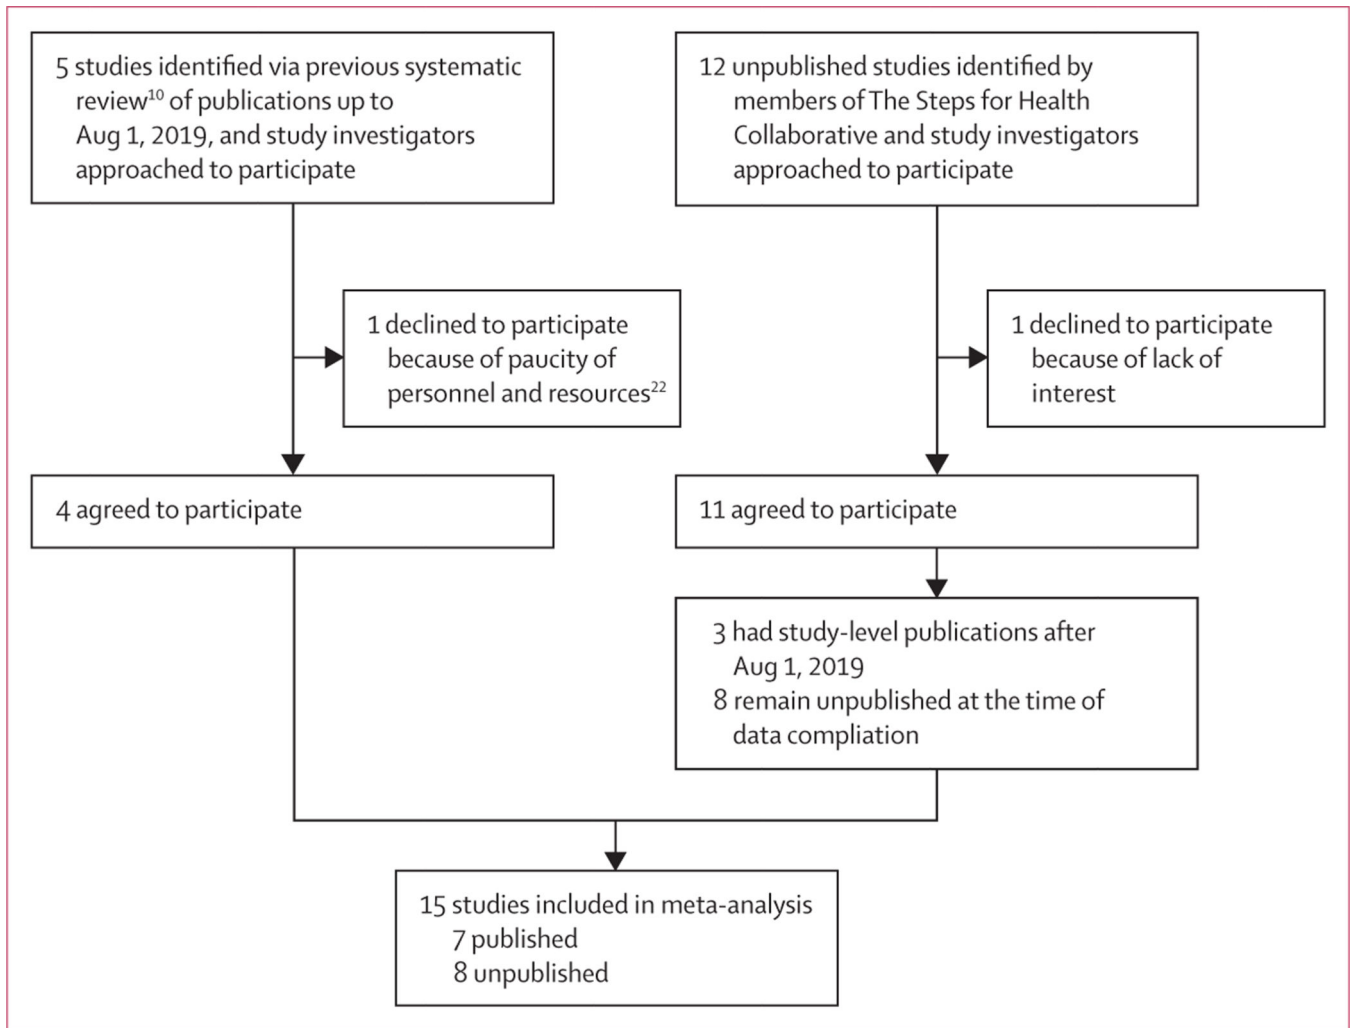 5 studies identified via previous systematic
review¹⁰ of publications up to
Aug 1, 2019, and study investigators
approached to participate
12 unpublished studies identified by
members of The Steps for Health
Collaborative and study investigators
approached to participate
1 declined to participate
because of paucity of
personnel and resources²²
1 declined to participate
because of lack of
interest
4 agreed to participate
11 agreed to participate
3 had study-level publications after
Aug 1, 2019
8 remain unpublished at the time of
data compliation
15 studies included in meta-analysis
7 published
8 unpublished